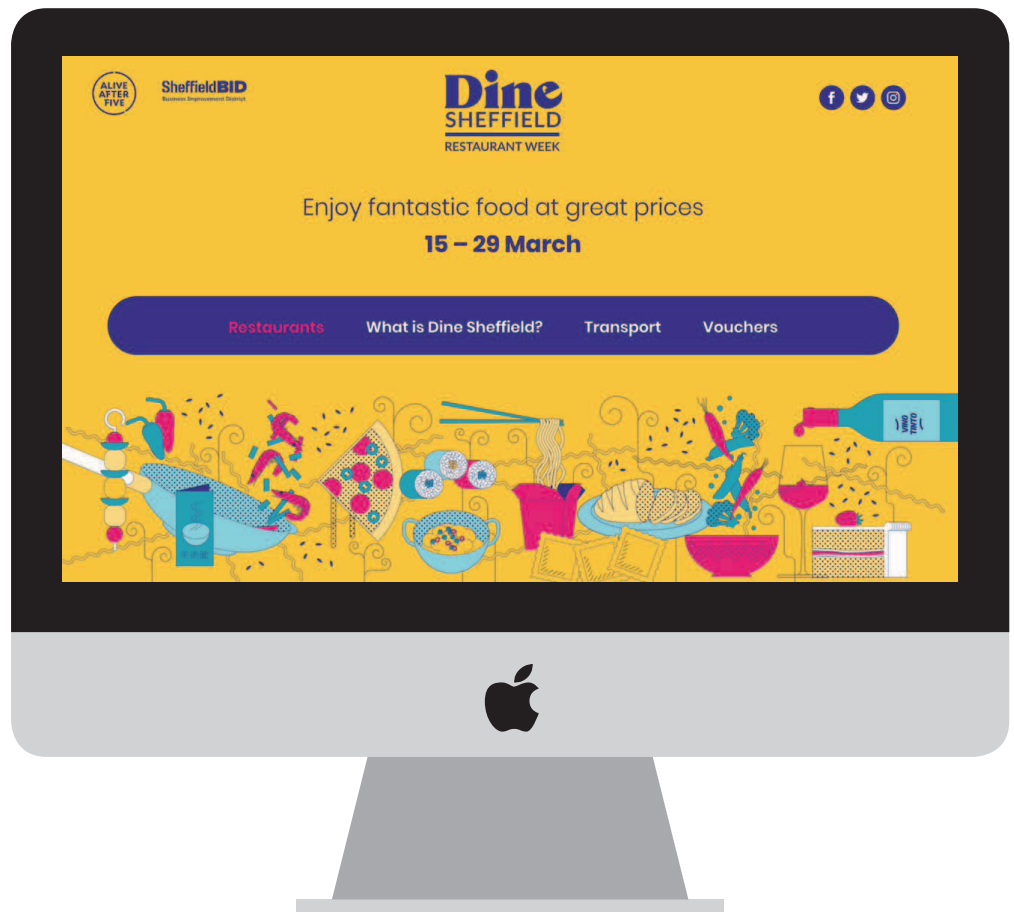 ALIVE
AFTER
FIVE
SheffieldBID
Business Improvement District
Dine
SHEFFIELD
RESTAURANT WEEK
Enjoy fantastic food at great prices
15 – 29 March
Restaurants
What is Dine Sheffield?
Transport
Vouchers
VINO
TINTO